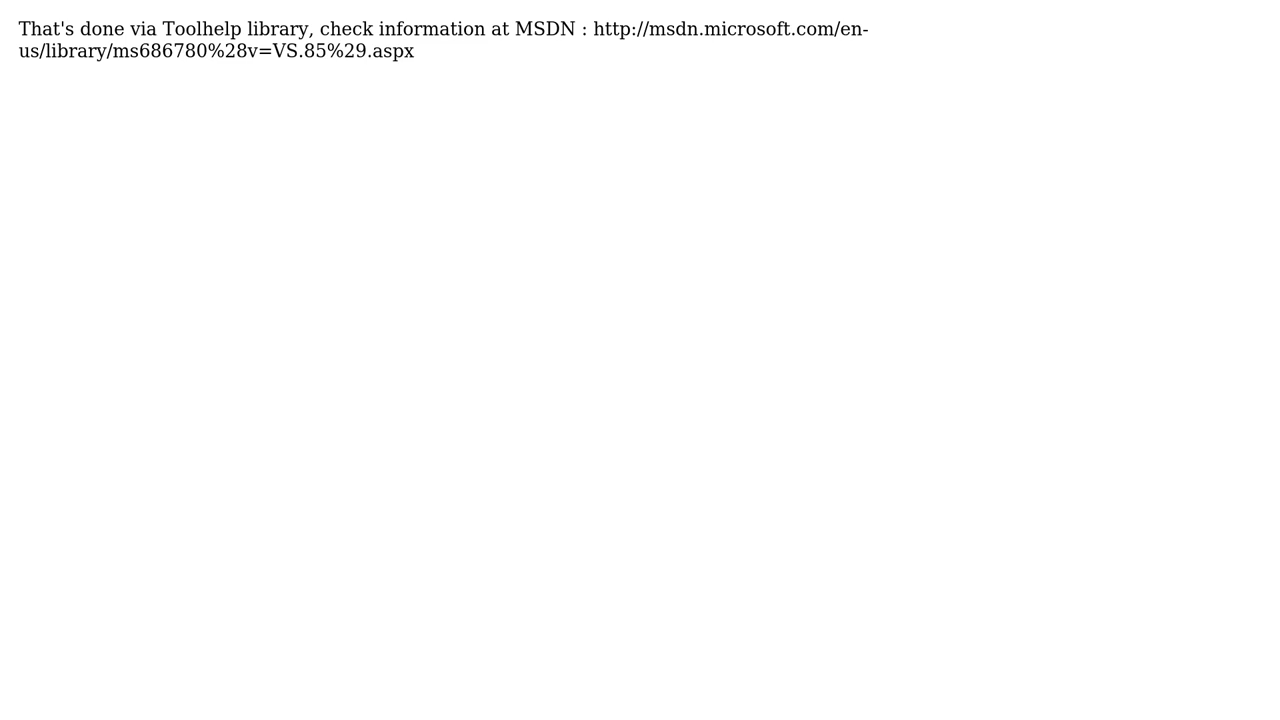 That's done via Toolhelp library, check information at MSDN : http://msdn.microsoft.com/en-
us/library/ms686780%28v=VS.85%29.aspx